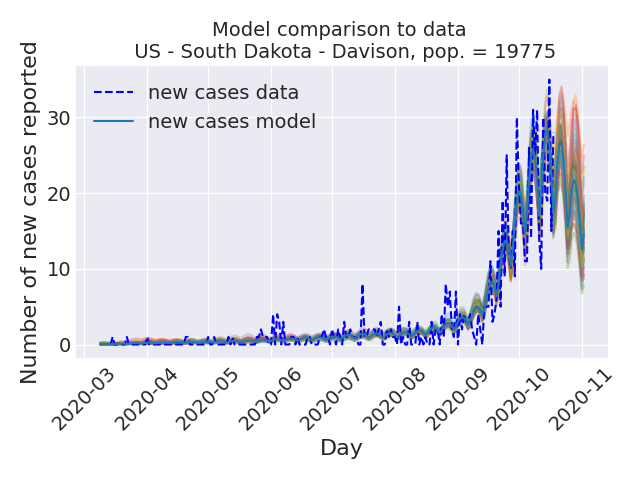 Model comparison to data
US - South Dakota - Davison, pop. = 19775
Number of new cases reported
30
20
10
0
new cases data
new cases model
2020-03
2020-04
2020-05
2020-06
2020-07
2020-08
2020-09
2020-10
2020-11
Day